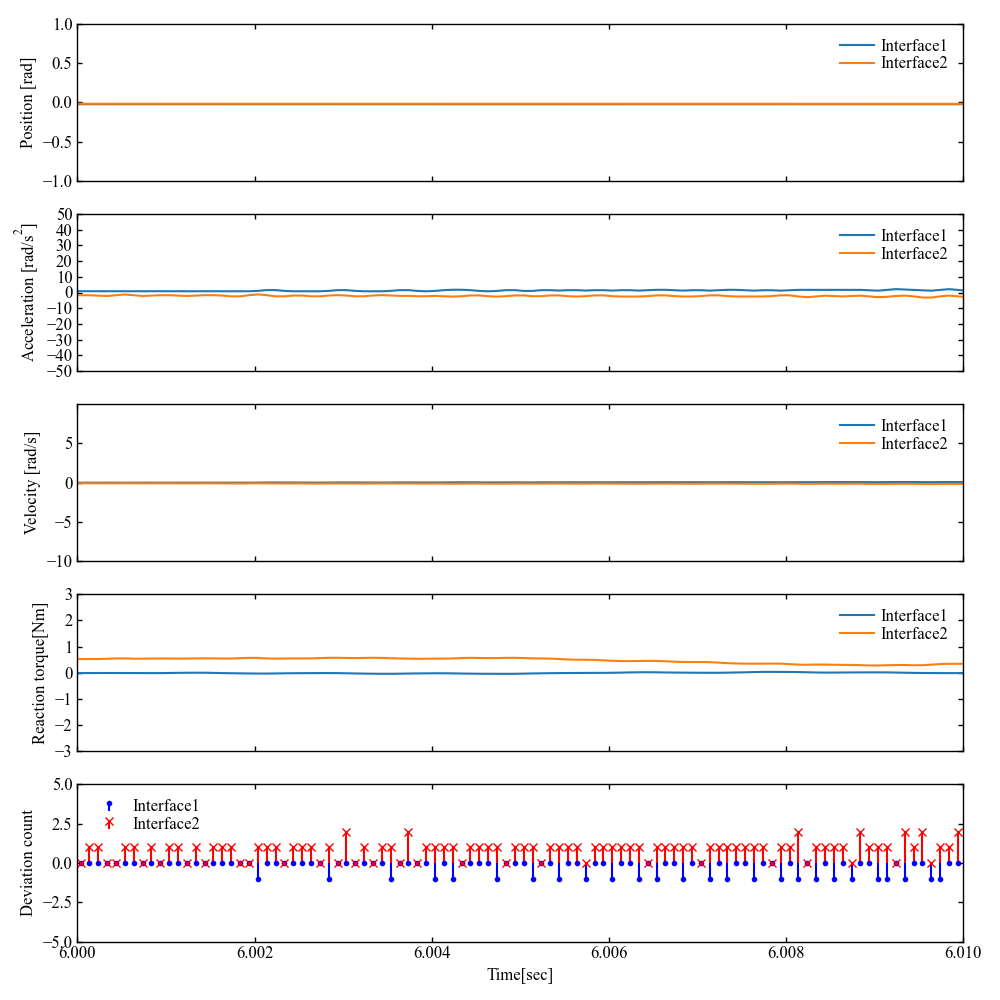 Position [rad]
1.0
0.5
0.0
−0.5
−1.0
Interface1
Interface2
Acceleration [rad/s²]
50
40
30
20
10
0
−10
−20
−30
−40
−50
Interface1
Interface2
Velocity [rad/s]
5
0
−5
−10
Interface1
Interface2
Reaction torque[Nm]
3
2
1
0
−1
−2
−3
Interface1
Interface2
Deviation count
5.0
2.5
0.0
−2.5
−5.0
Interface1
Interface2
6.000 6.002 6.004 6.006 6.008 6.010
Time[sec]